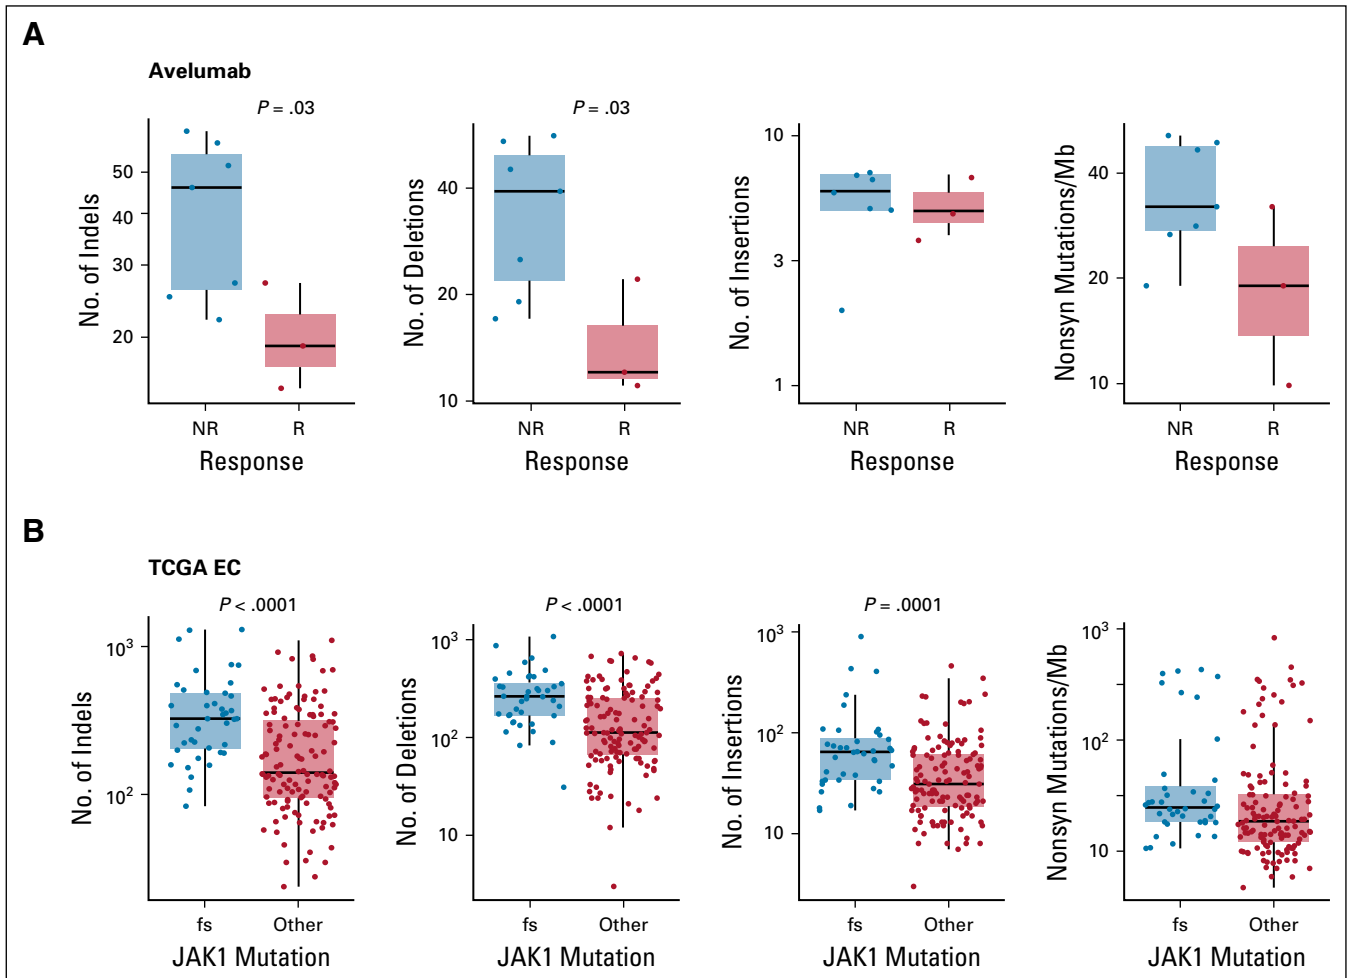 A
Avelumab
P = .03
No. of Indels
50
40
30
20
NR
R
Response
P = .03
No. of Deletions
40
20
10
NR
R
Response
No. of Insertions
10
3
1
NR
R
Response
Nonsyn Mutations/Mb
40
20
10
NR
R
Response
B
TCGA EC
P < .0001
No. of Indels
10³
10²
fs
Other
JAK1 Mutation
P < .0001
No. of Deletions
10³
10²
10
fs
Other
JAK1 Mutation
P = .0001
No. of Insertions
10³
10²
10
fs
Other
JAK1 Mutation
Nonsyn Mutations/Mb
10³
10²
10
fs
Other
JAK1 Mutation